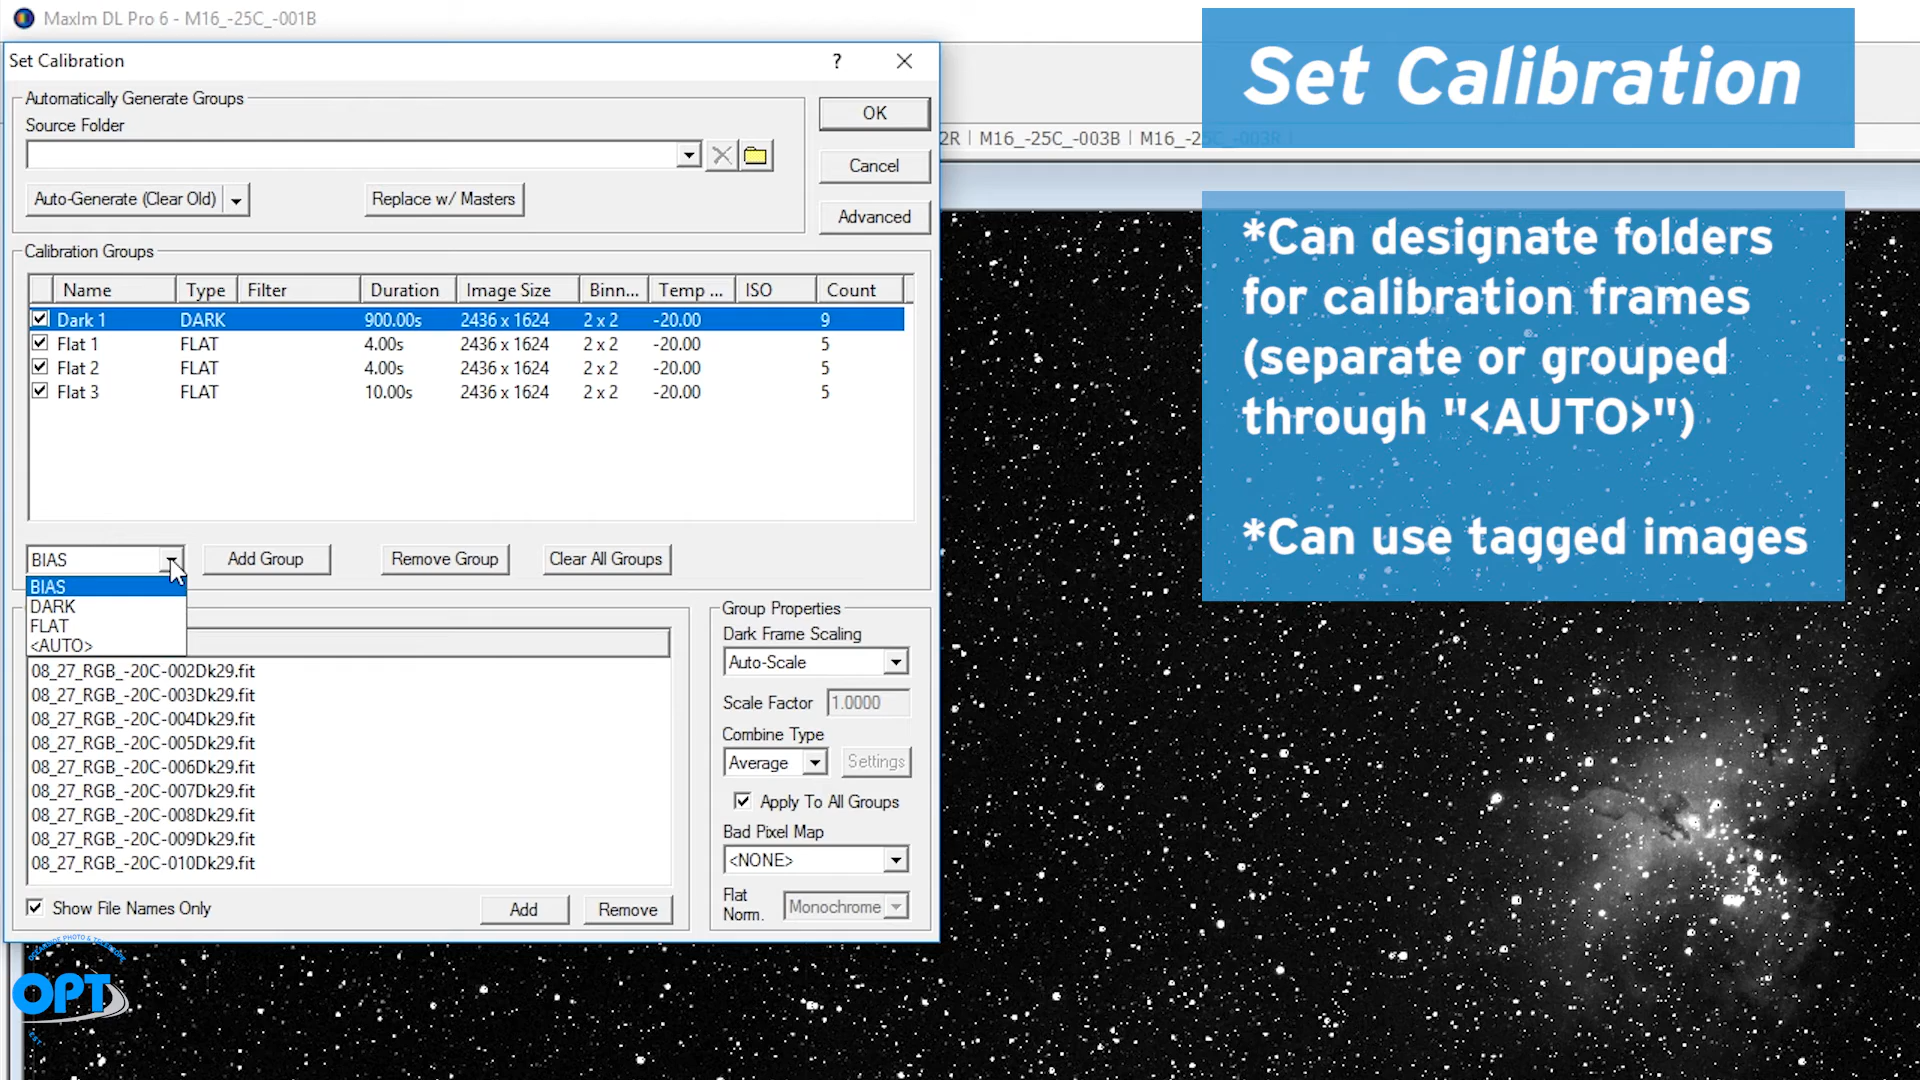 MaxIm DL Pro 6 - M16_-25C_-001B
Set Calibration
?
Set Calibration
Automatically Generate Groups
Source Folder
OK
2R | M16_-25C_-003B | M16_-25C_-003R |
Cancel
Auto-Generate (Clear Old)
Replace w/ Masters
Advanced
Calibration Groups
Name Type Filter Duration Image Size Binn... Temp ... ISO Count
Dark 1 DARK 900.00s 2436 x 1624 2 x 2 -20.00 9
Flat 1 FLAT 4.00s 2436 x 1624 2 x 2 -20.00 5
Flat 2 FLAT 4.00s 2436 x 1624 2 x 2 -20.00 5
Flat 3 FLAT 10.00s 2436 x 1624 2 x 2 -20.00 5
*Can designate folders
for calibration frames
(separate or grouped
through "<AUTO>")
*Can use tagged images
BIAS
Add Group
Remove Group
Clear All Groups
BIAS
DARK
FLAT
<AUTO>
08_27_RGB_-20C-002Dk29.fit
08_27_RGB_-20C-003Dk29.fit
08_27_RGB_-20C-004Dk29.fit
08_27_RGB_-20C-005Dk29.fit
08_27_RGB_-20C-006Dk29.fit
08_27_RGB_-20C-007Dk29.fit
08_27_RGB_-20C-008Dk29.fit
08_27_RGB_-20C-009Dk29.fit
08_27_RGB_-20C-010Dk29.fit
Show File Names Only
Add
Remove
Group Properties
Dark Frame Scaling
Auto-Scale
Scale Factor 1.0000
Combine Type
Average
Settings
Apply To All Groups
Bad Pixel Map
<NONE>
Flat
Norm.
Monochrome
OCEANSIDE PHOTO & TELESCOPE
OPT
EST